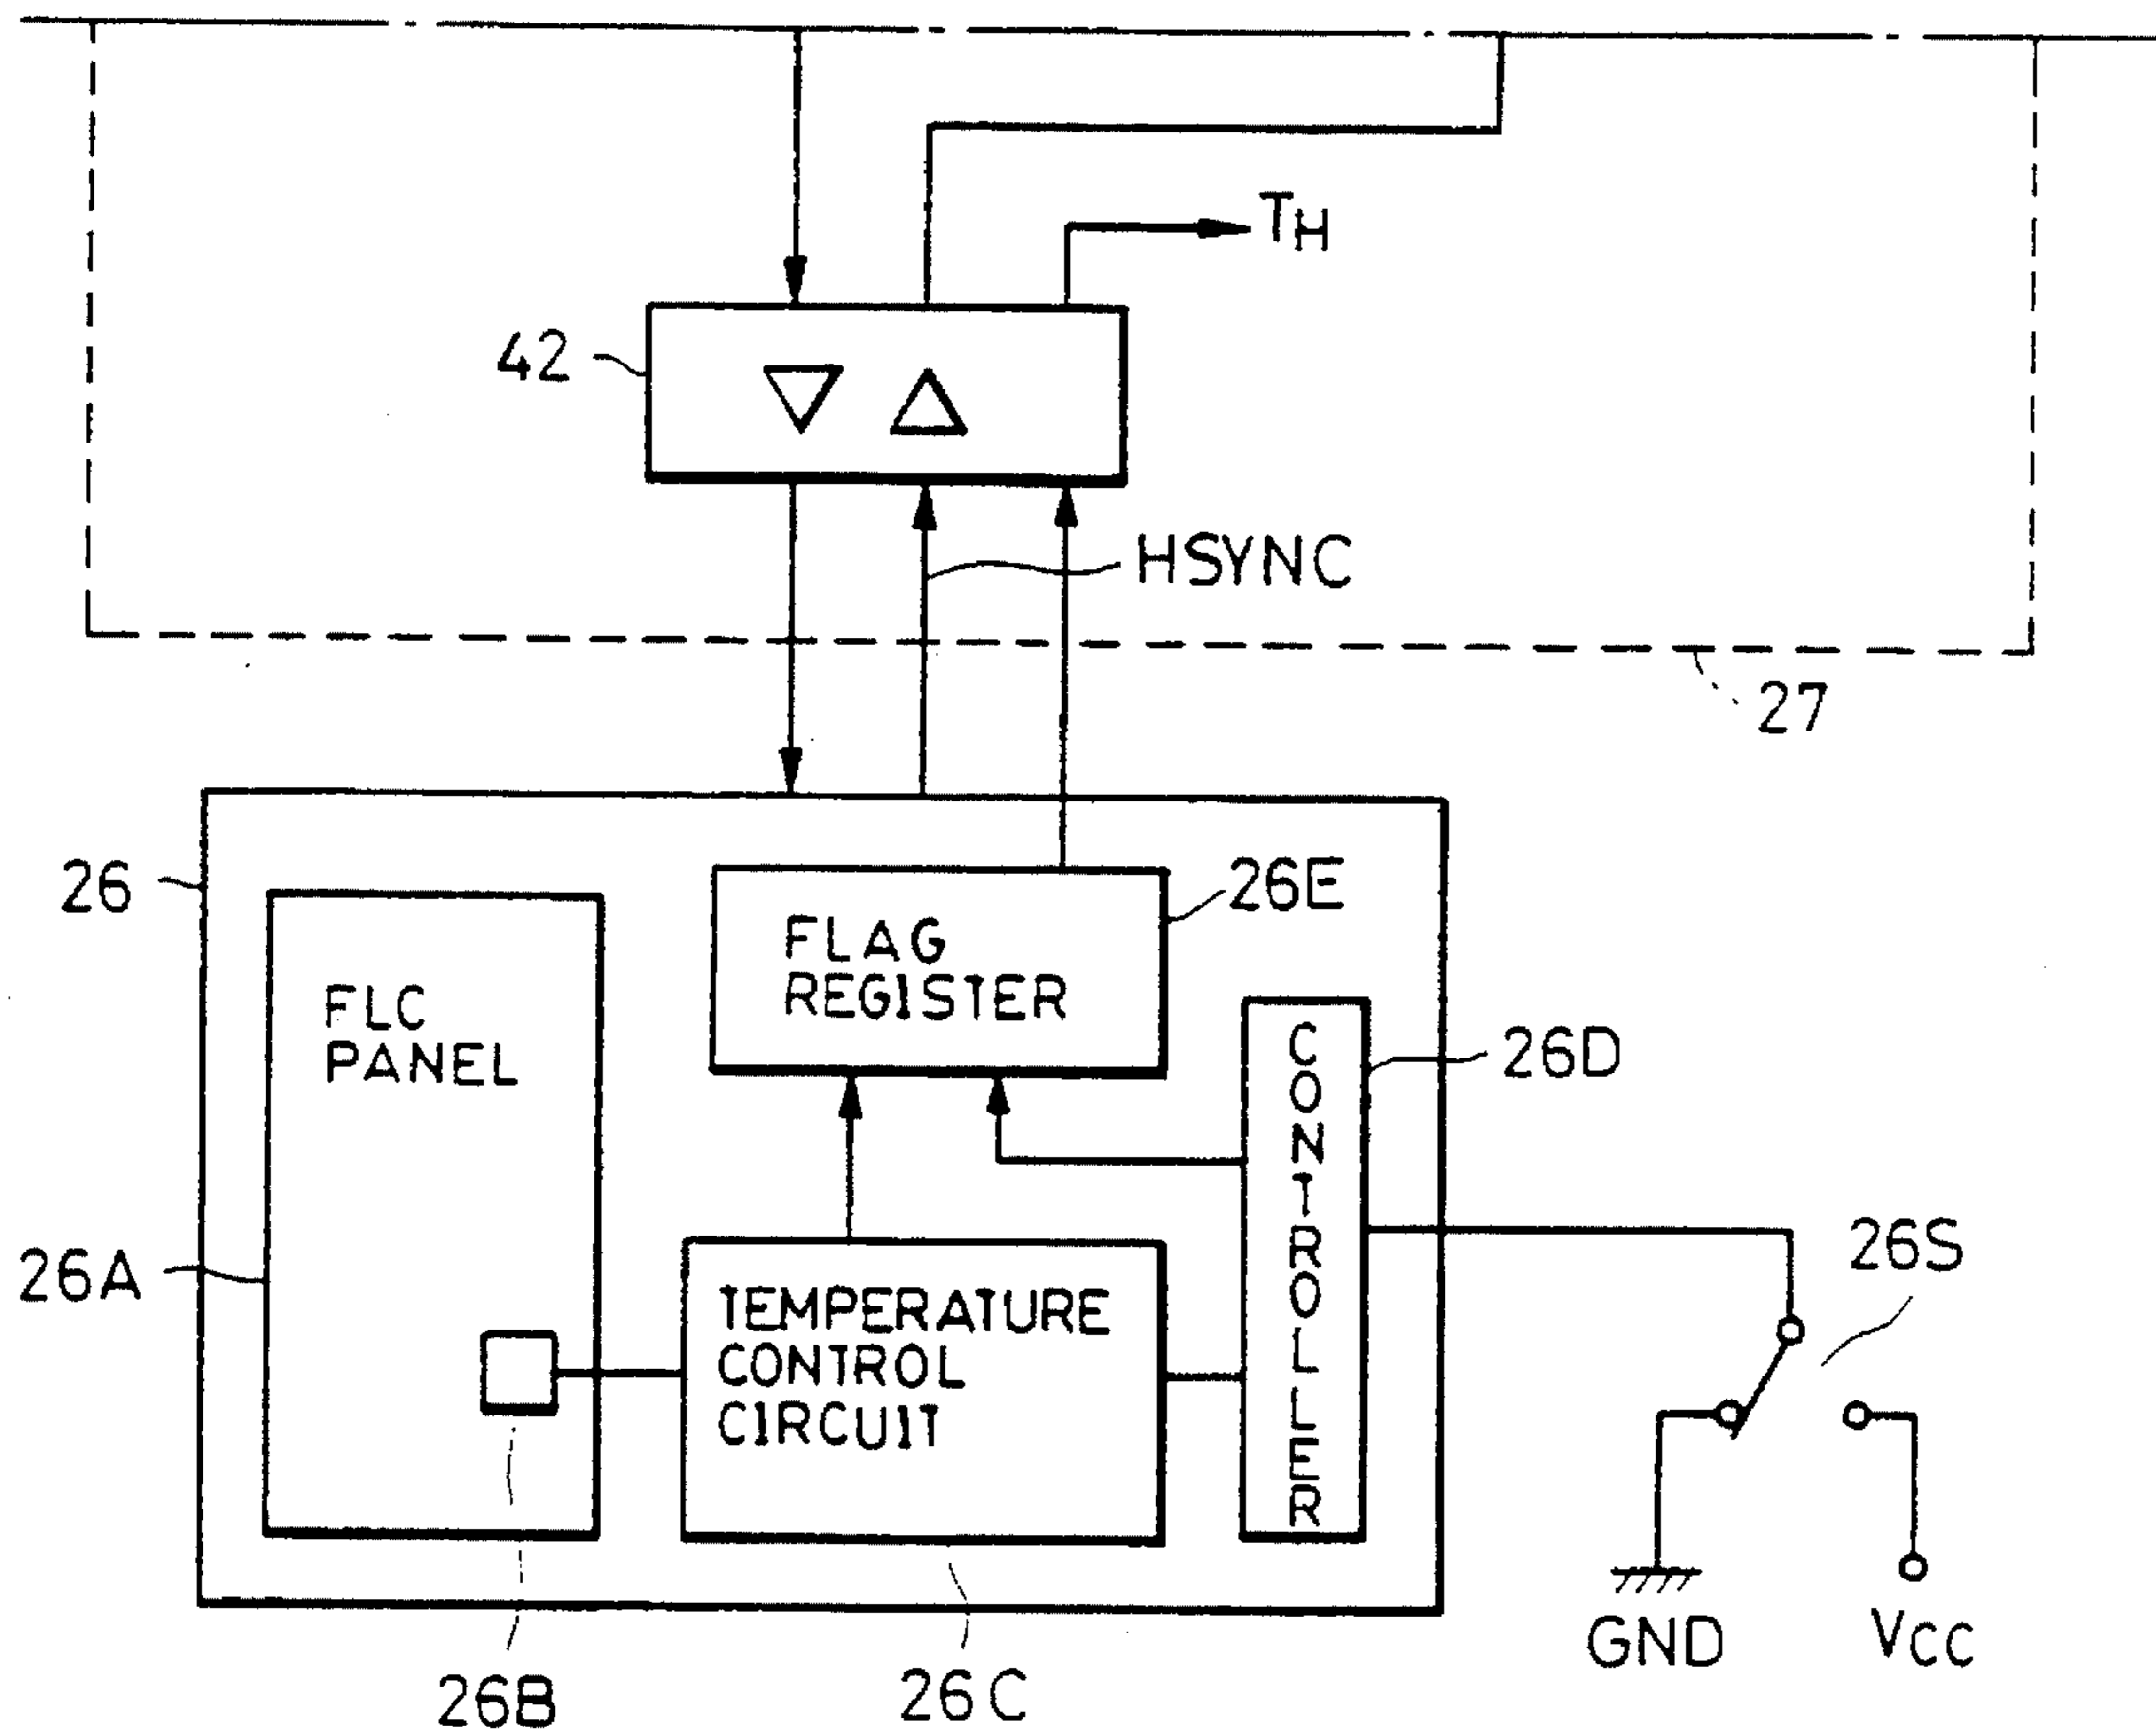 TH
42
HSYNC
27
26
26E
FLAG
REGISTER
FLC
PANEL
CONTROLLER
26D
26A
TEMPERATURE
CONTROL
CIRCUIT
26S
GND
VCC
26B
26C